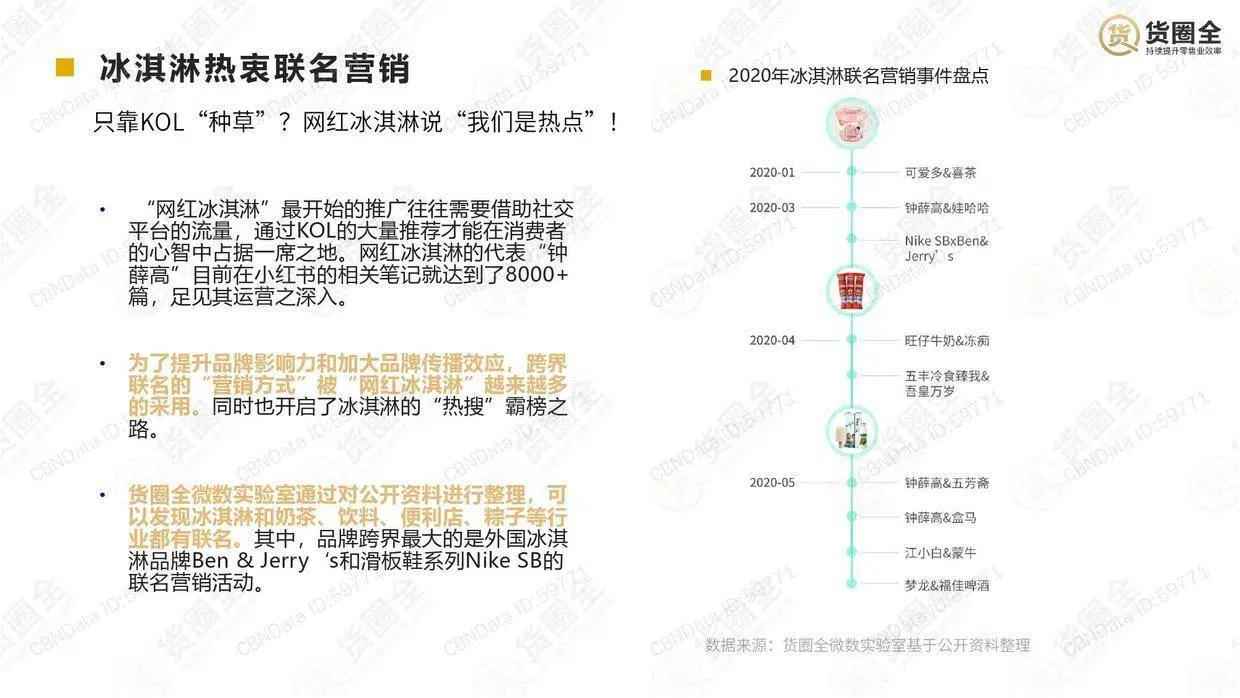 货圈全
持续提升零售业效率
冰淇淋热衷联名营销
只靠KOL“种草”？网红冰淇淋说“我们是热点”！
• “网红冰淇淋”最开始的推广往往需要借助社交
平台的流量，通过KOL的大量推荐才能在消费者
的心智中占据一席之地。网红冰淇淋的代表“钟
薛高”目前在小红书的相关笔记就达到了8000+
篇，足见其运营之深入。
• 为了提升品牌影响力和加大品牌传播效应，跨界
联名的“营销方式”被“网红冰淇淋”越来越多
的采用。同时也开启了冰淇淋的“热搜”霸榜之
路。
• 货圈全微数实验室通过对公开资料进行整理，可
以发现冰淇淋和奶茶、饮料、便利店、粽子等行
业都有联名。其中，品牌跨界最大的是外国冰淇
淋品牌Ben & Jerry‘s和滑板鞋系列Nike SB的
联名营销活动。
2020年冰淇淋联名营销事件盘点
2020-01 可爱多&喜茶
2020-03 钟薛高&娃哈哈
Nike SBxBen&
Jerry’s
2020-04 旺仔牛奶&冻痴
五丰冷食臻我&
吾皇万岁
2020-05 钟薛高&五芳斋
钟薛高&盒马
江小白&蒙牛
梦龙&福佳啤酒
数据来源：货圈全微数实验室基于公开资料整理
CBNData ID:59771